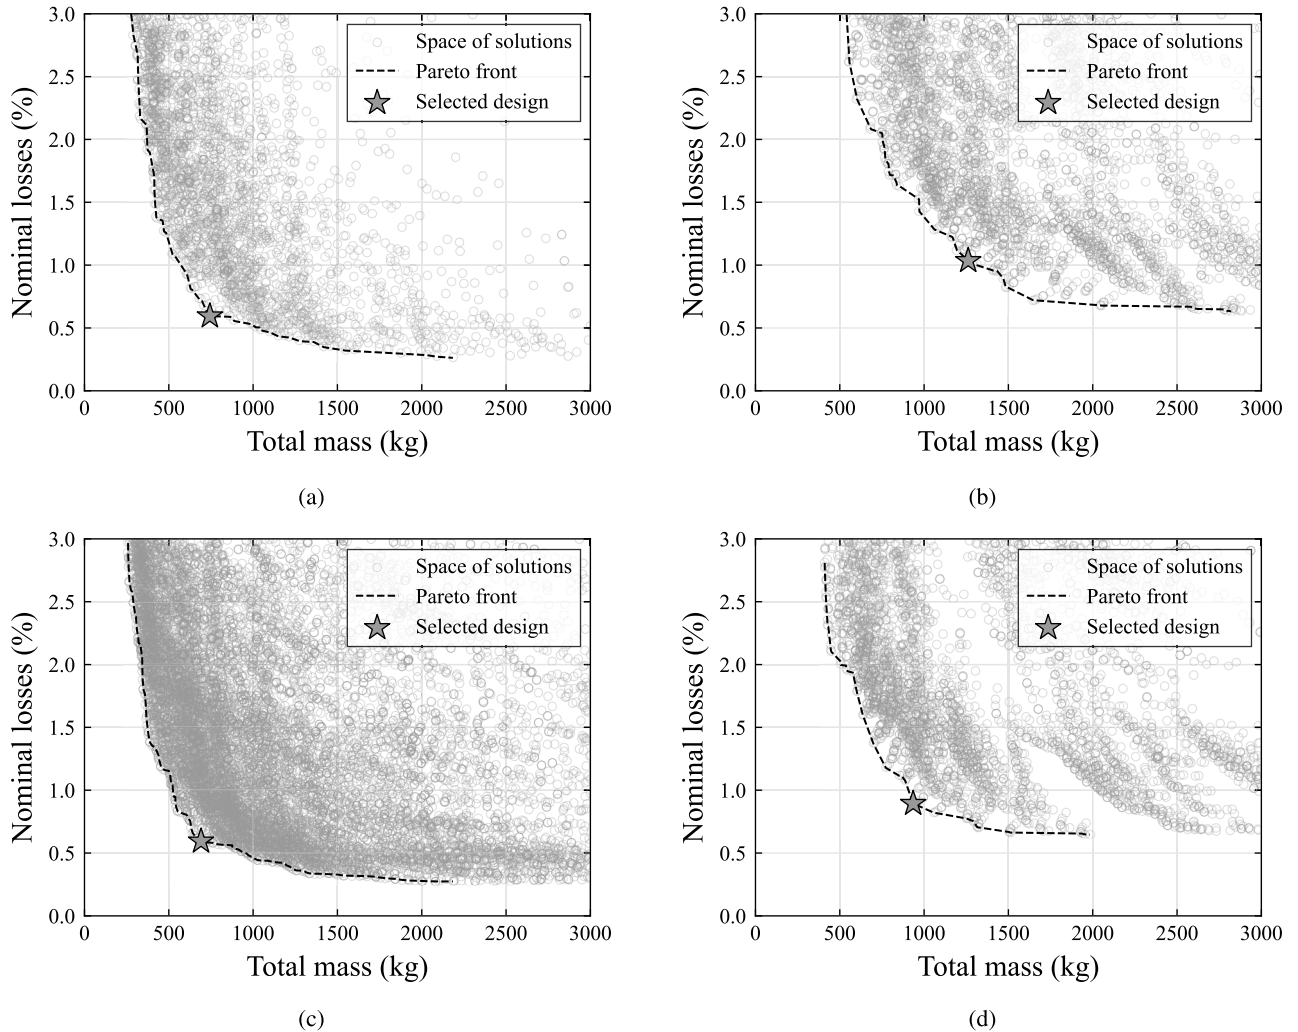 3.0
2.5
2.0
1.5
1.0
0.5
0.0
Nominal losses (%)
0 500 1000 1500 2000 2500 3000
Total mass (kg)
Space of solutions
Pareto front
Selected design
(a)
3.0
2.5
2.0
1.5
1.0
0.5
0.0
Nominal losses (%)
0 500 1000 1500 2000 2500 3000
Total mass (kg)
Space of solutions
Pareto front
Selected design
(b)
3.0
2.5
2.0
1.5
1.0
0.5
0.0
Nominal losses (%)
0 500 1000 1500 2000 2500 3000
Total mass (kg)
Space of solutions
Pareto front
Selected design
(c)
3.0
2.5
2.0
1.5
1.0
0.5
0.0
Nominal losses (%)
0 500 1000 1500 2000 2500 3000
Total mass (kg)
Space of solutions
Pareto front
Selected design
(d)